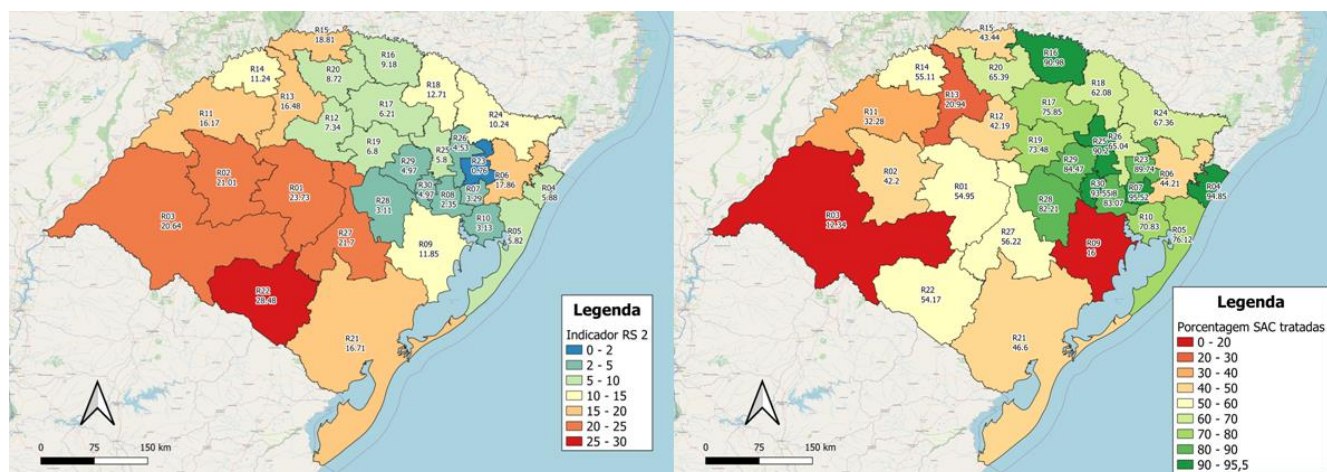 R15
18.81
R16
9.18
R14
11.24
R20
8.72
R18
12.71
R13
16.48
R17
6.21
R24
10.24
R11
16.17
R12
7.34
R19
6.8
R26
4.53
R25
5.8
R23
0.76
R06
17.86
R29
4.97
R02
21.01
R01
23.73
R30
4.97
R08
2.35
R07
3.29
R04
5.88
R28
3.11
R10
3.13
R05
5.82
R03
20.64
R27
21.7
R09
11.85
R22
28.48
R21
16.71
Legenda
Indicador RS 2
0 - 2
2 - 5
5 - 10
10 - 15
15 - 20
20 - 25
25 - 30
0 75 150 km
R15
43.44
R16
90.98
R14
55.11
R20
65.39
R18
62.08
R13
20.94
R17
75.85
R24
67.36
R11
32.28
R12
42.19
R19
73.48
R26
65.04
R25
R23
89.74
R06
44.21
R29
84.47
R02
42.2
R01
54.95
R30
93.55
83.07
R07
95.52
R04
94.85
R28
82.21
R10
70.83
R05
76.12
R03
12.34
R27
56.22
R09
16
R22
54.17
R21
46.6
Legenda
Porcentagem SAC tratadas
0 - 20
20 - 30
30 - 40
40 - 50
50 - 60
60 - 70
70 - 80
80 - 90
90 - 95,5
0 75 150 km